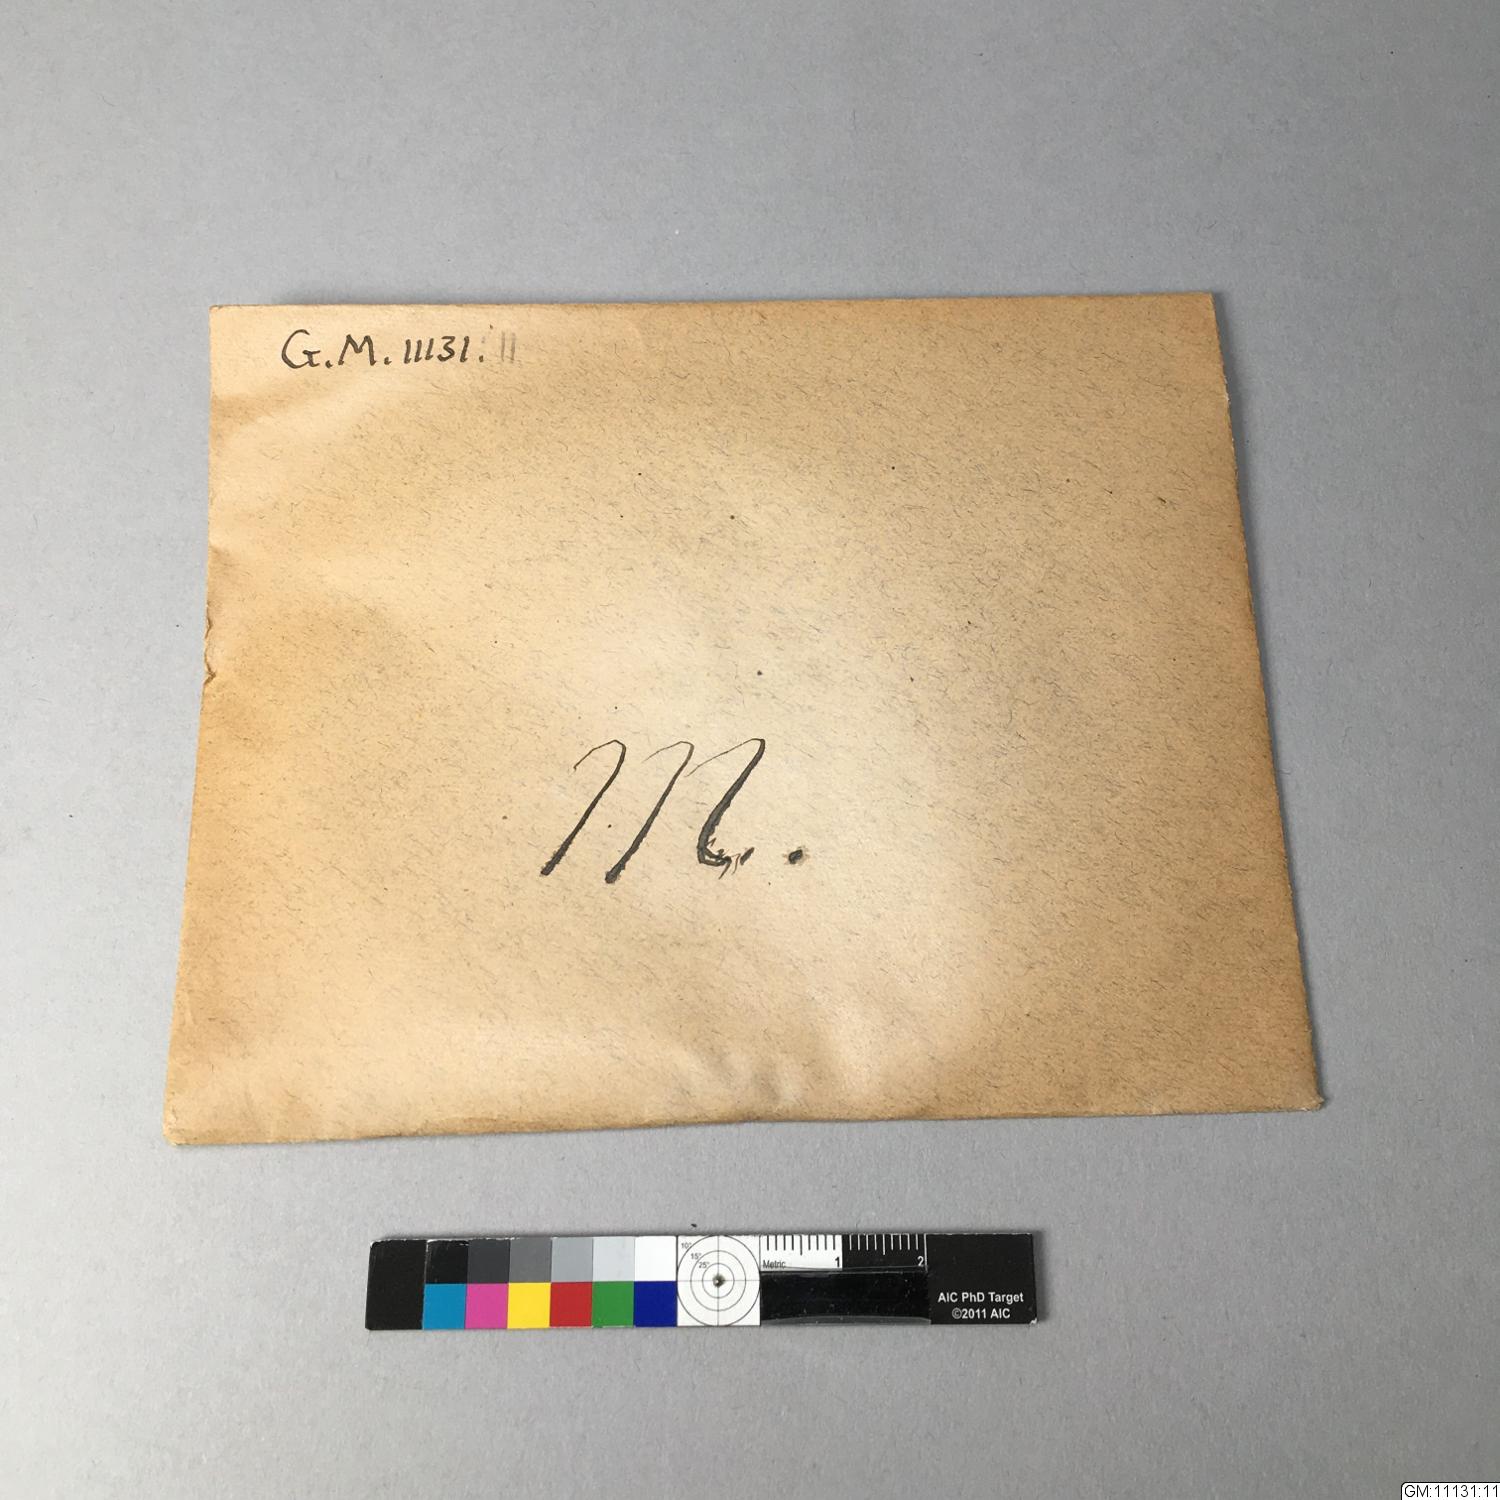 G.M. 11131:11
M.
10°
15°
25°
Metric
1
2
AIC PhD Target
©2011 AIC
GM:11131:11